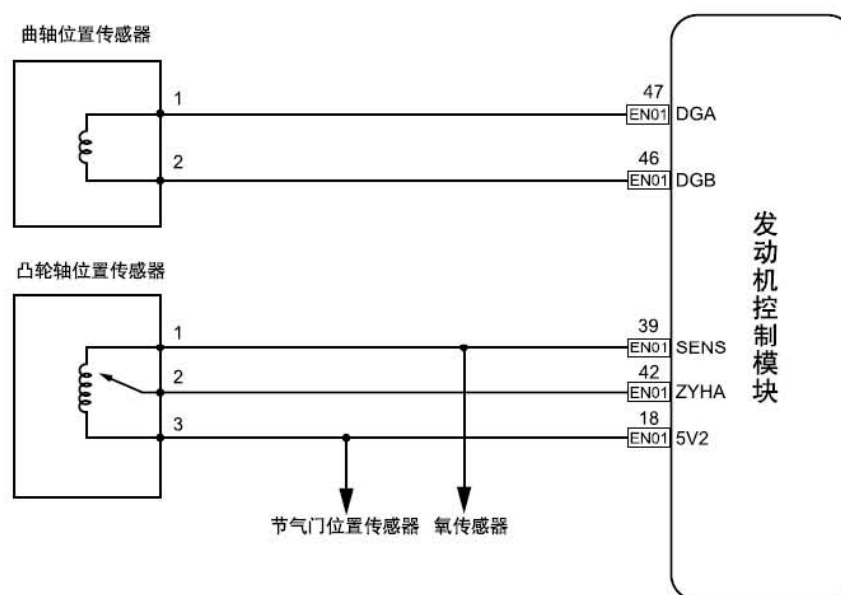 曲轴位置传感器
1
47
EN01 DGA
2
46
EN01 DGB
发动机控制模块
凸轮轴位置传感器
1
39
EN01 SENS
2
42
EN01 ZYHA
3
18
EN01 5V2
节气门位置传感器 氧传感器